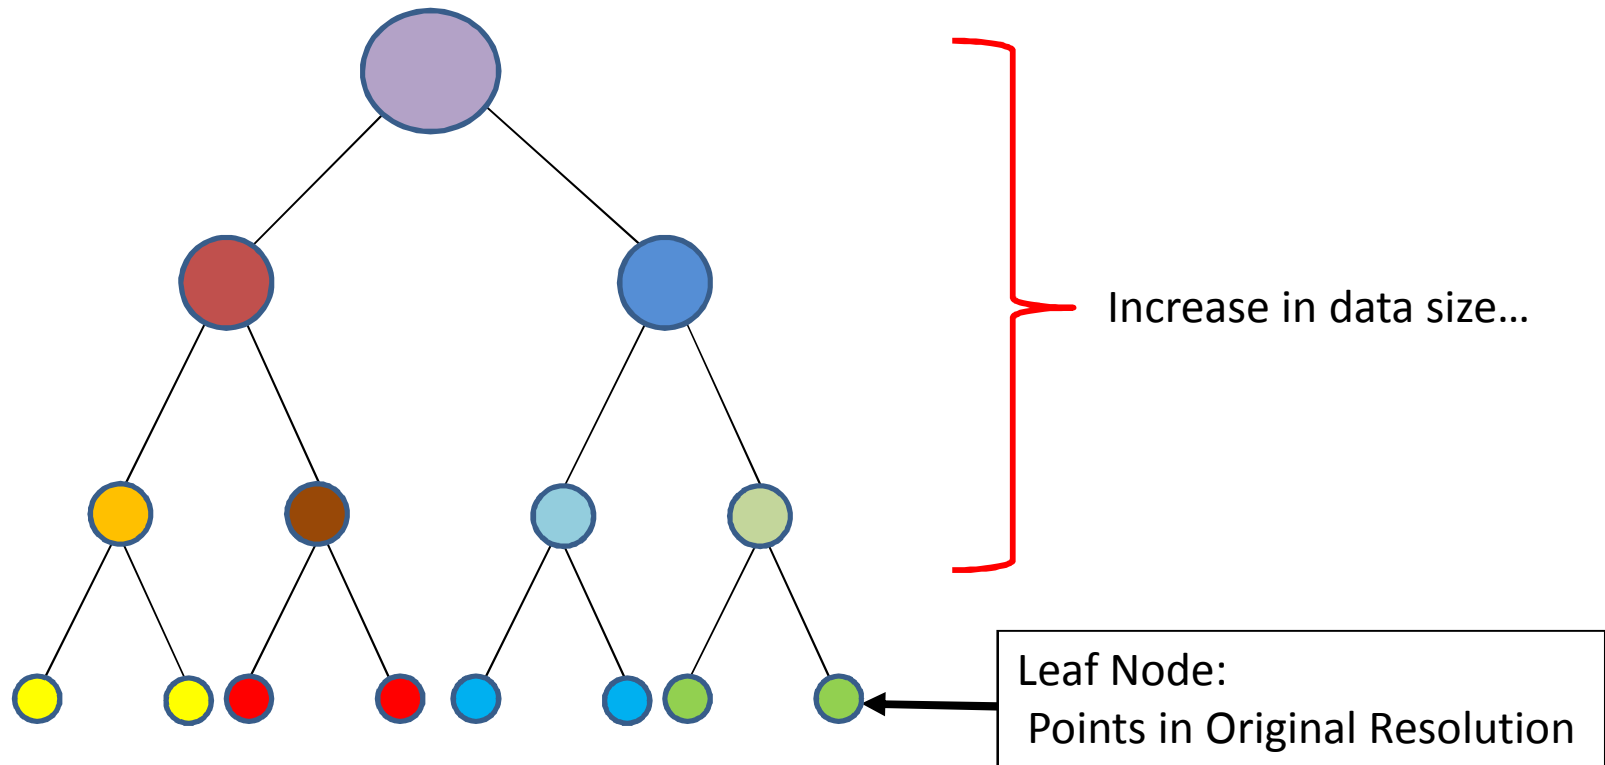 Increase in data size…
Leaf Node:
Points in Original Resolution